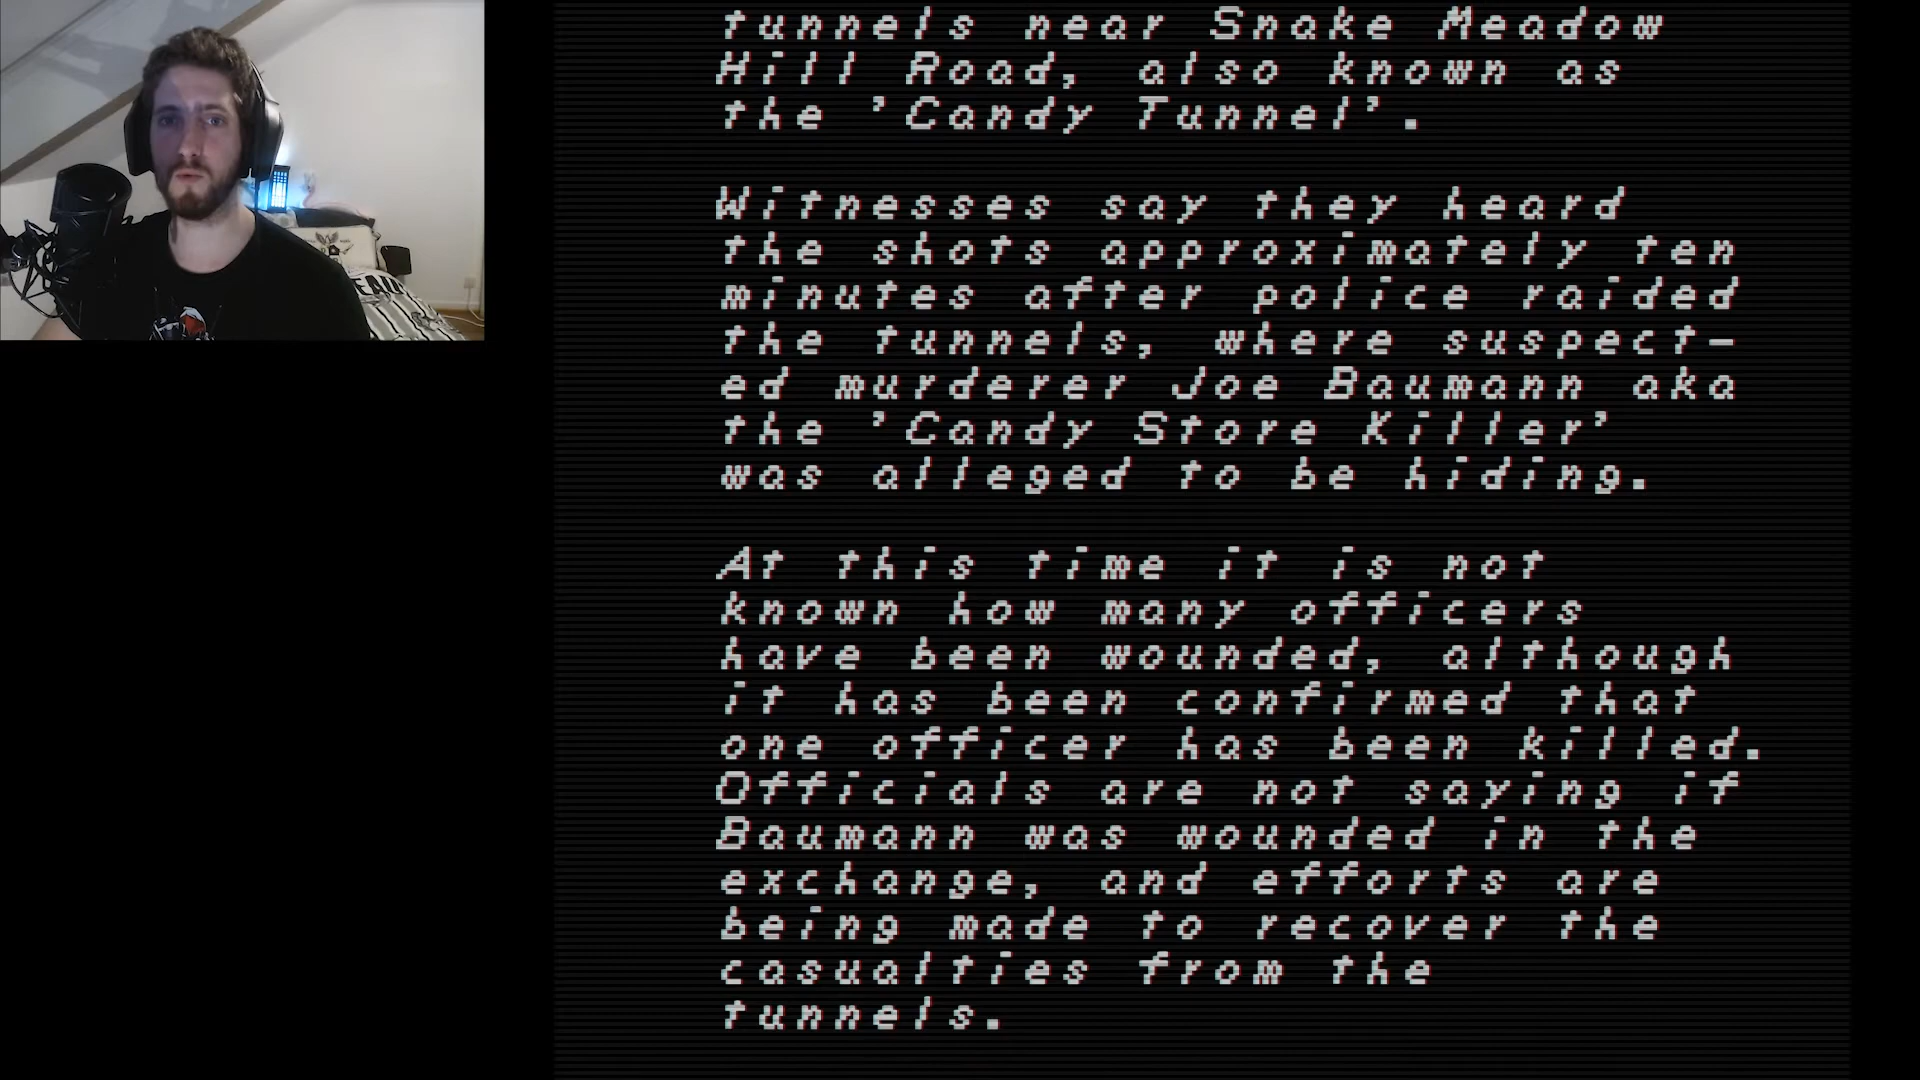 tunnels near Snake Meadow
Hill Road, also known as
the 'Candy Tunnel'.
Witnesses say they heard
the shots approximately ten
minutes after police raided
the tunnels, where suspect-
ed murderer Joe Baumann aka
the 'Candy Store Killer'
was alleged to be hiding.
At this time it is not
known how many officers
have been wounded, although
it has been confirmed that
one officer has been killed.
Officials are not saying if
Baumann was wounded in the
exchange, and efforts are
being made to recover the
casualties from the
tunnels.